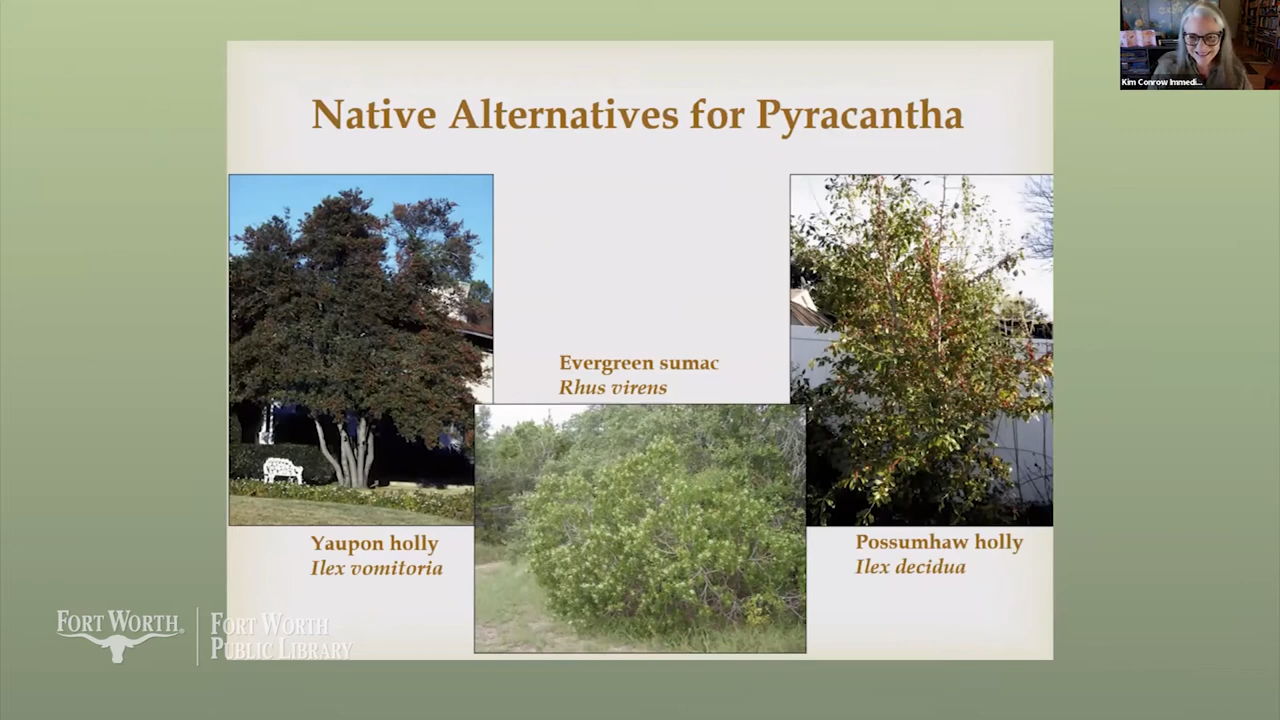 Kim Conrow Immedi...
Native Alternatives for Pyracantha
Evergreen sumac
Rhus virens
Yaupon holly
Ilex vomitoria
Possumhaw holly
Ilex decidua
FORT WORTH®
FORT WORTH
PUBLIC LIBRARY